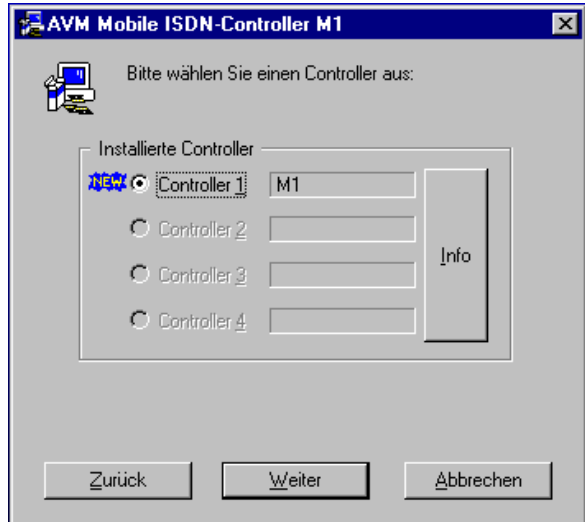 AVM Mobile ISDN-Controller M1
Bitte wählen Sie einen Controller aus:
Installierte Controller
NEW Controller 1 M1
Controller 2
Controller 3
Controller 4
Info
Zurück Weiter Abbrechen